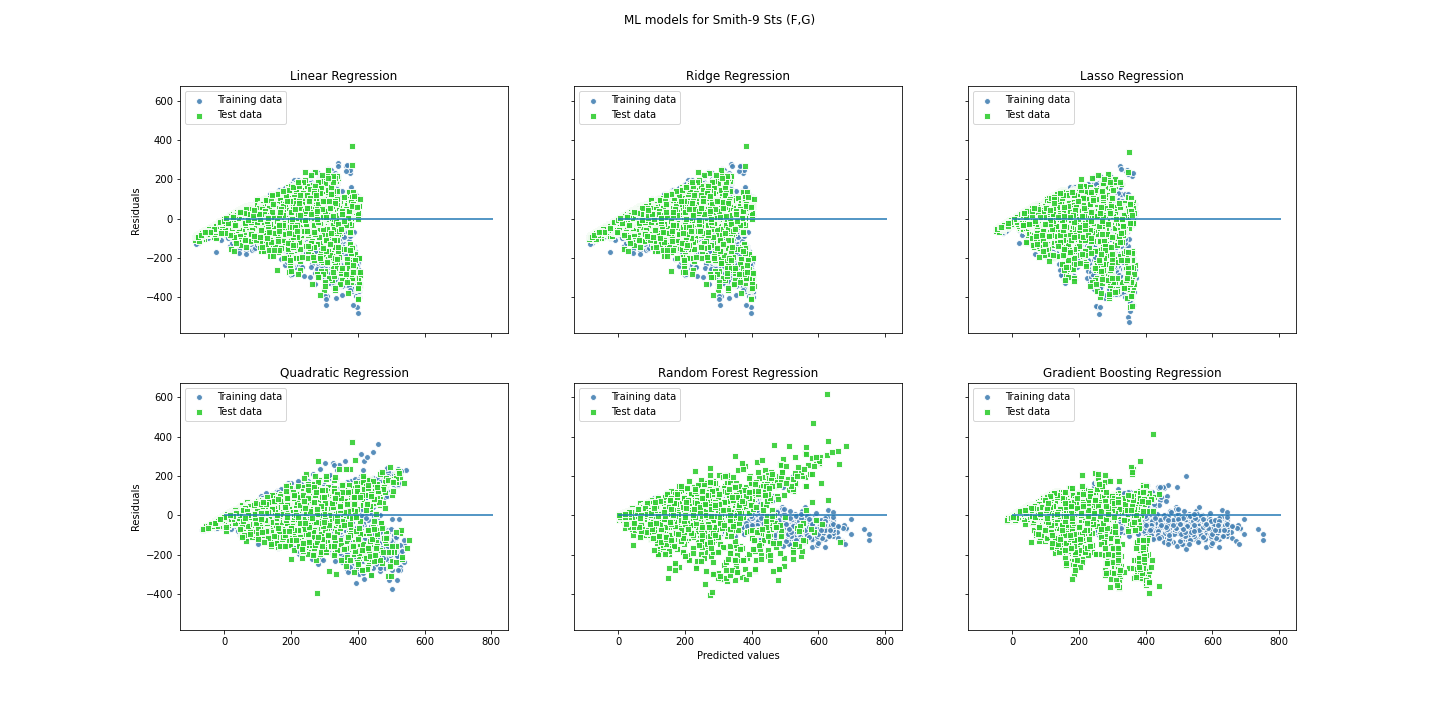 ML models for Smith-9 Sts (F,G)
Linear Regression
Training data
Test data
600
400
200
0
−200
−400
Residuals
Ridge Regression
Training data
Test data
Lasso Regression
Training data
Test data
Quadratic Regression
Training data
Test data
600
400
200
0
−200
−400
Residuals
0 200 400 600 800
Random Forest Regression
Training data
Test data
0 200 400 600 800
Predicted values
Gradient Boosting Regression
Training data
Test data
0 200 400 600 800